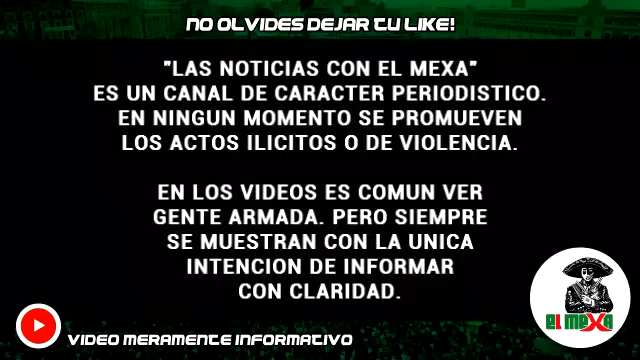 NO OLVIDES DEJAR TU LIKE!
"LAS NOTICIAS CON EL MEXA"
ES UN CANAL DE CARACTER PERIODISTICO.
EN NINGUN MOMENTO SE PROMUEVEN
LOS ACTOS ILICITOS O DE VIOLENCIA.
EN LOS VIDEOS ES COMUN VER
GENTE ARMADA. PERO SIEMPRE
SE MUESTRAN CON LA UNICA
INTENCION DE INFORMAR
CON CLARIDAD.
EL MEXA
VIDEO MERAMENTE INFORMATIVO